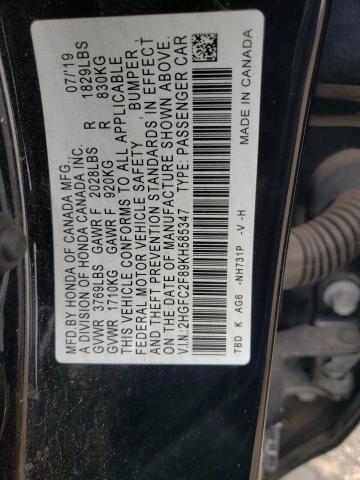 MFD BY HONDA OF CANADA MFG. 07/19
A DIVISION OF HONDA CANADA INC.
GVWR 3769LBS GAWR F 2028LBS R 1829LBS
GVWR 1710KG GAWR F 920KG R 830KG
THIS VEHICLE CONFORMS TO ALL APPLICABLE
FEDERAL MOTOR VEHICLE SAFETY, BUMPER,
AND THEFT PREVENTION STANDARDS IN EFFECT
ON THE DATE OF MANUFACTURE SHOWN ABOVE.
V.I.N.:2HGFC2F89KH585347 TYPE: PASSENGER CAR
TBD K AG6 -NH731P -V -H MADE IN CANADA